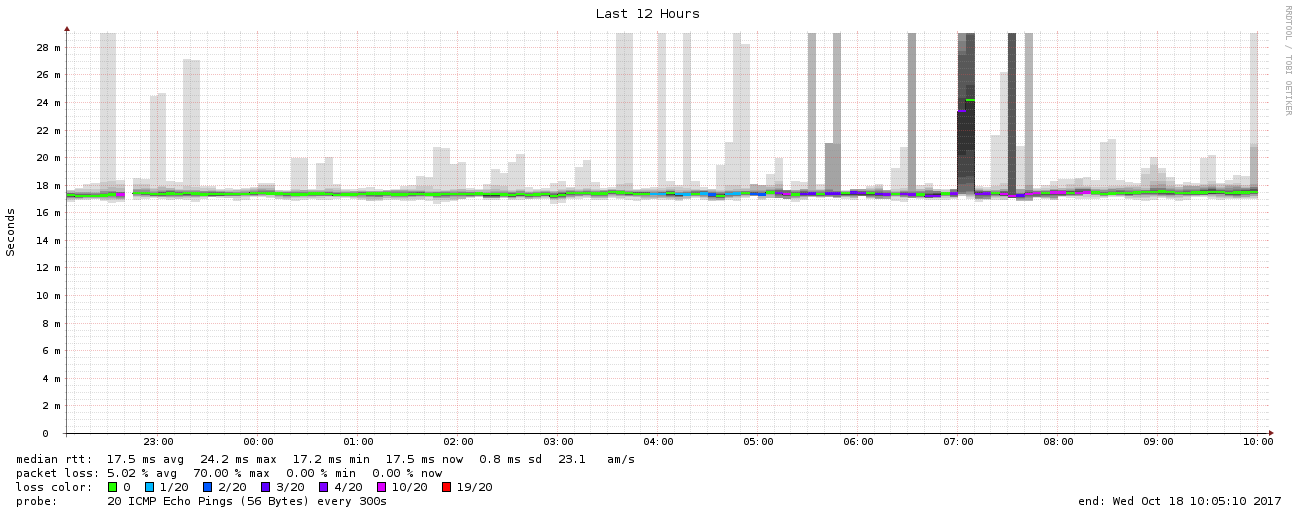 Last 12 Hours
RRDTOOL / TOBI OETIKER
Seconds
28 m
26 m
24 m
22 m
20 m
18 m
16 m
14 m
12 m
10 m
8 m
6 m
4 m
2 m
0
23:00 00:00 01:00 02:00 03:00 04:00 05:00 06:00 07:00 08:00 09:00 10:00
median rtt: 17.5 ms avg 24.2 ms max 17.2 ms min 17.5 ms now 0.8 ms sd 23.1 am/s
packet loss: 5.02 % avg 70.00 % max 0.00 % min 0.00 % now
loss color: 0 1/20 2/20 3/20 4/20 10/20 19/20
probe: 20 ICMP Echo Pings (56 Bytes) every 300s end: Wed Oct 18 10:05:10 2017